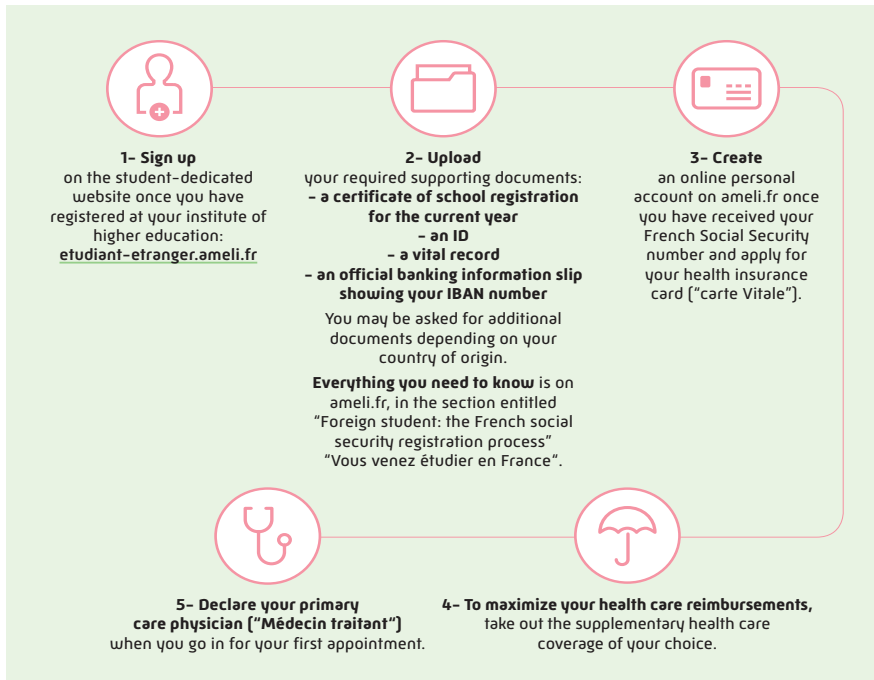 1- Sign up
on the student-dedicated
website once you have
registered at your institute of
higher education:
etudiant-etranger.ameli.fr
2- Upload
your required supporting documents:
- a certificate of school registration
for the current year
- an ID
- a vital record
- an official banking information slip
showing your IBAN number
You may be asked for additional
documents depending on your
country of origin.
Everything you need to know is on
ameli.fr, in the section entitled
“Foreign student: the French social
security registration process”
“Vous venez étudier en France“.
3- Create
an online personal
account on ameli.fr once
you have received your
French Social Security
number and apply for
your health insurance
card (“carte Vitale”).
4- To maximize your health care reimbursements,
take out the supplementary health care
coverage of your choice.
5- Declare your primary
care physician (“Médecin traitant“)
when you go in for your first appointment.